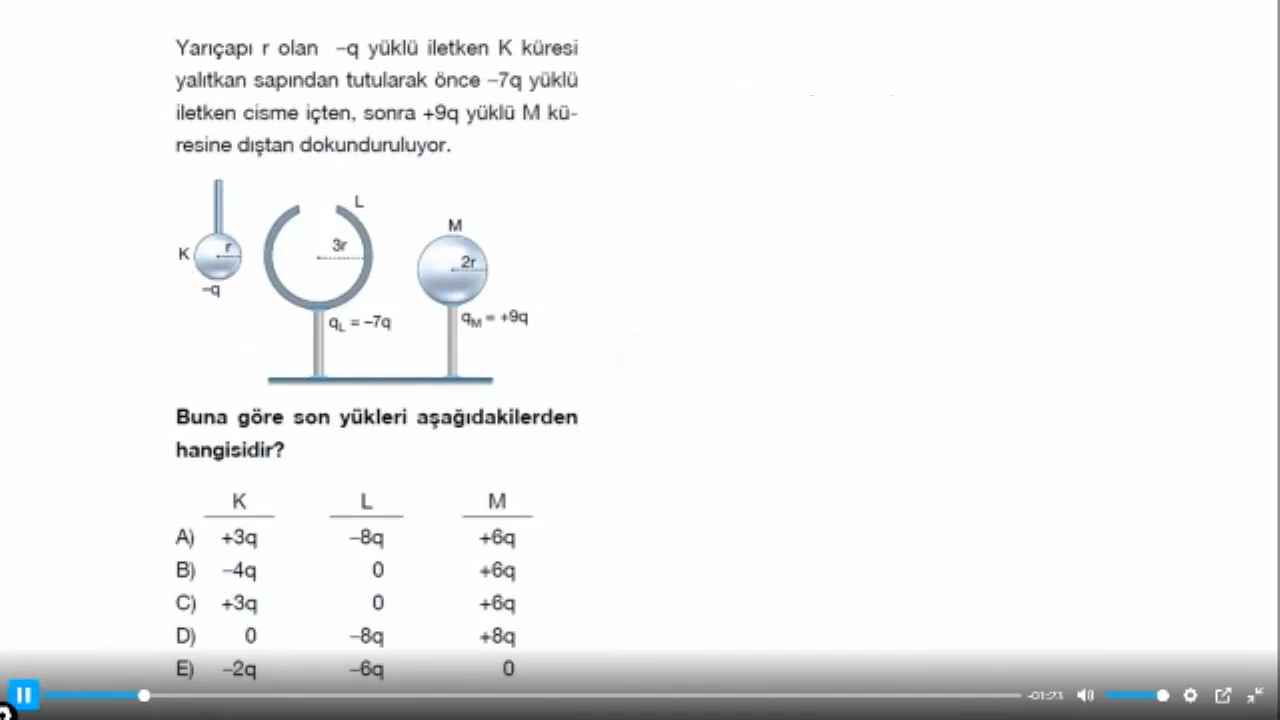 Yarıçapı r olan –q yüklü iletken K küresi
yalıtkan sapından tutularak önce –7q yüklü
iletken cisme içten, sonra +9q yüklü M kü-
resine dıştan dokunduruluyor.
K
r
–q
L
3r
qL = –7q
M
2r
qM = +9q
Buna göre son yükleri aşağıdakilerden
hangisidir?
K L M
A) +3q –8q +6q
B) –4q 0 +6q
C) +3q 0 +6q
D) 0 –8q +8q
E) –2q –6q 0
-01:23